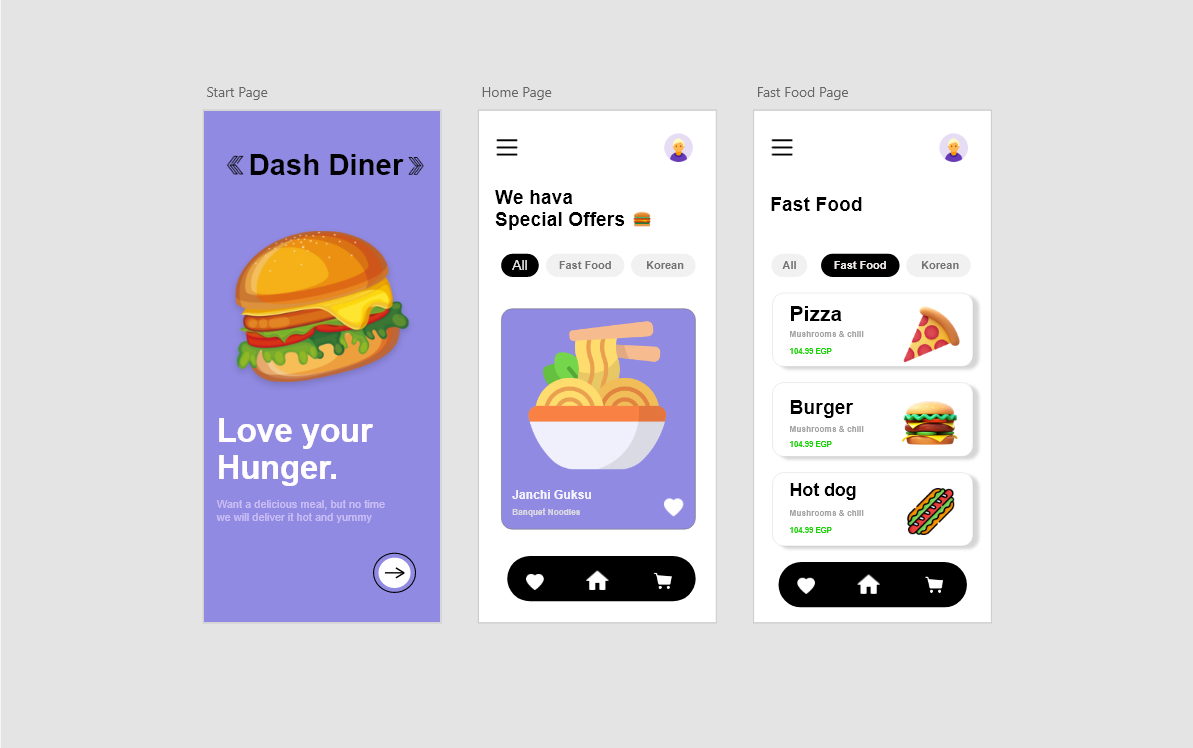 Start Page
Dash Diner
Love your
Hunger.
Want a delicious meal, but no time
we will deliver it hot and yummy
Home Page
We hava
Special Offers
All
Fast Food
Korean
Janchi Guksu
Banquet Noodles
Fast Food Page
Fast Food
All
Fast Food
Korean
Pizza
Mushrooms & chili
104.99 EGP
Burger
Mushrooms & chili
104.99 EGP
Hot dog
Mushrooms & chili
104.99 EGP